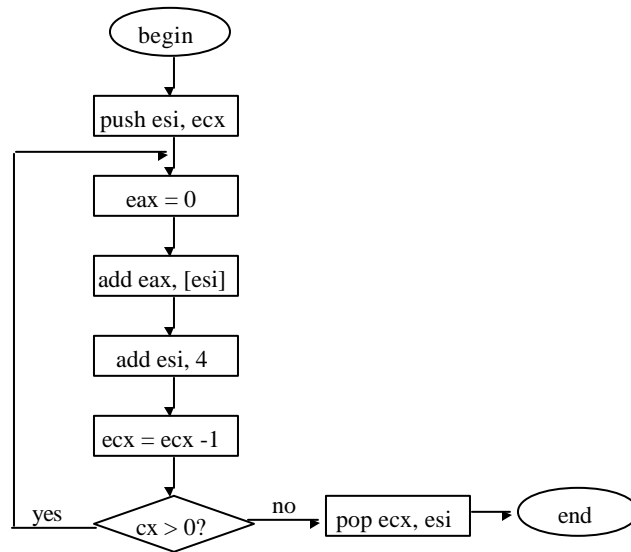 begin
push esi, ecx
eax = 0
add eax, [esi]
add esi, 4
ecx = ecx -1
cx > 0?
yes
no
pop ecx, esi
end